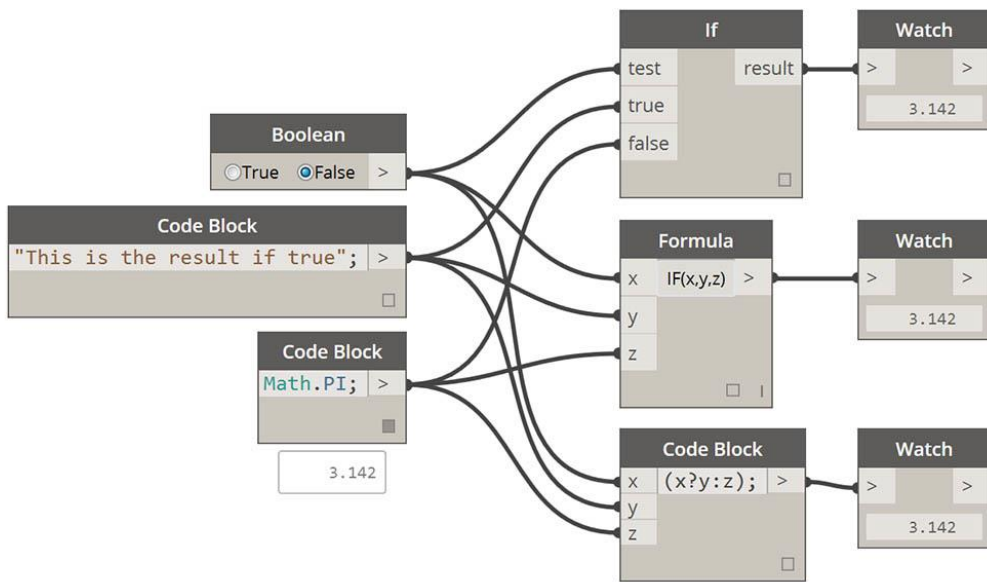 Boolean
True False >
Code Block
"This is the result if true"; >
Code Block
Math.PI; >
3.142
If
test result
true
false
Watch
> >
3.142
Formula
x IF(x,y,z) >
y
z
I
Watch
> >
3.142
Code Block
x (x?y:z); >
y
z
Watch
> >
3.142